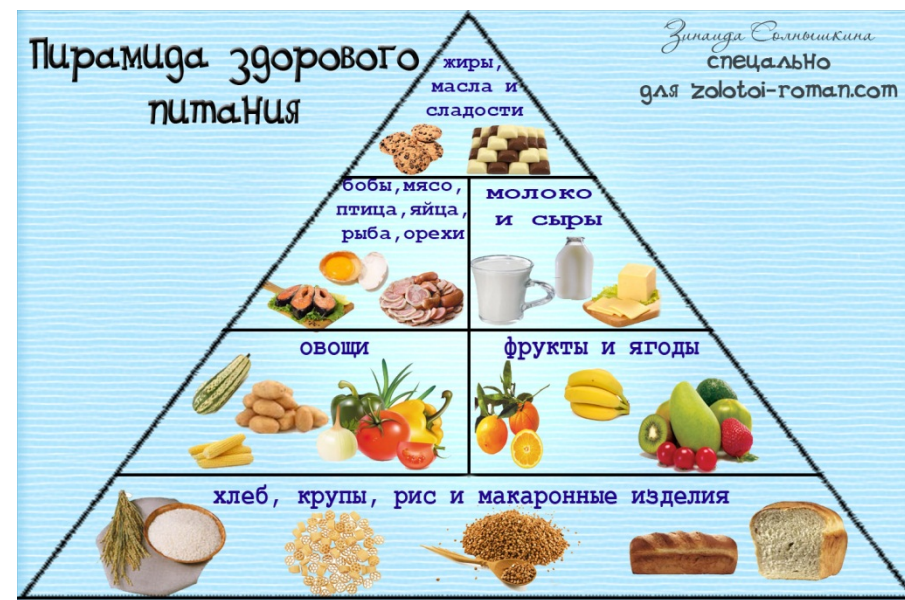 Пирамида здорового
питания
Зинаида Солнышкина
спецально
для zolotoi-roman.com
жиры,
масла и
сладости
бобы,мясо,
птица,яйца,
рыба,орехи
молоко
и сыры
овощи
фрукты и ягоды
хлеб, крупы, рис и макаронные изделия